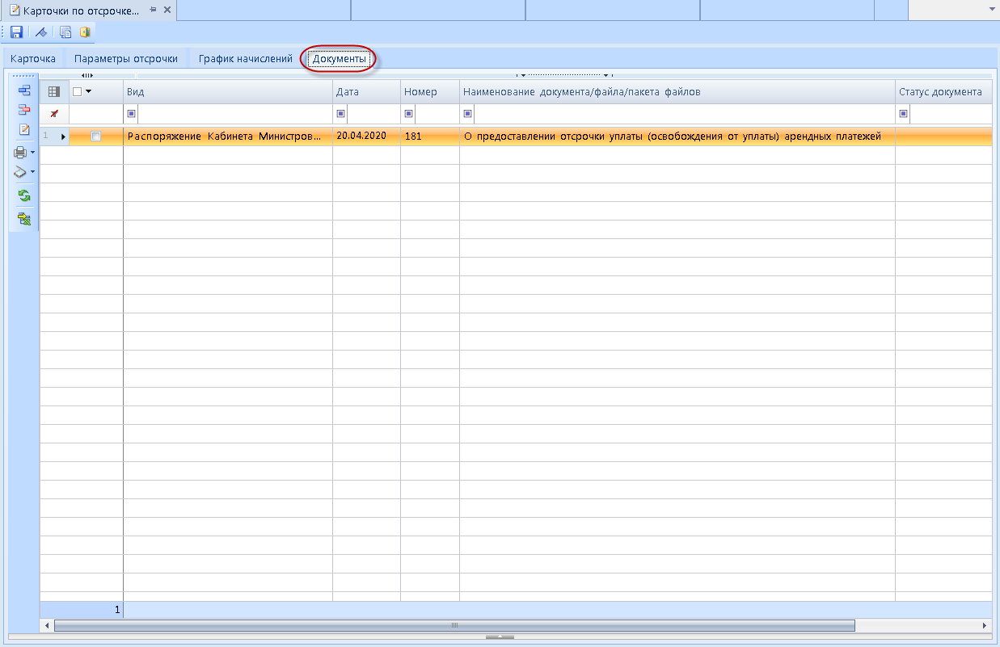 Карточки по отсрочке...
Карточка Параметры отсрочки График начислений Документы
Вид Дата Номер Наименование документа/файла/пакета файлов Статус документа
1 Распоряжение Кабинета Министров... 20.04.2020 181 О предоставлении отсрочки уплаты (освобождения от уплаты) арендных платежей
1